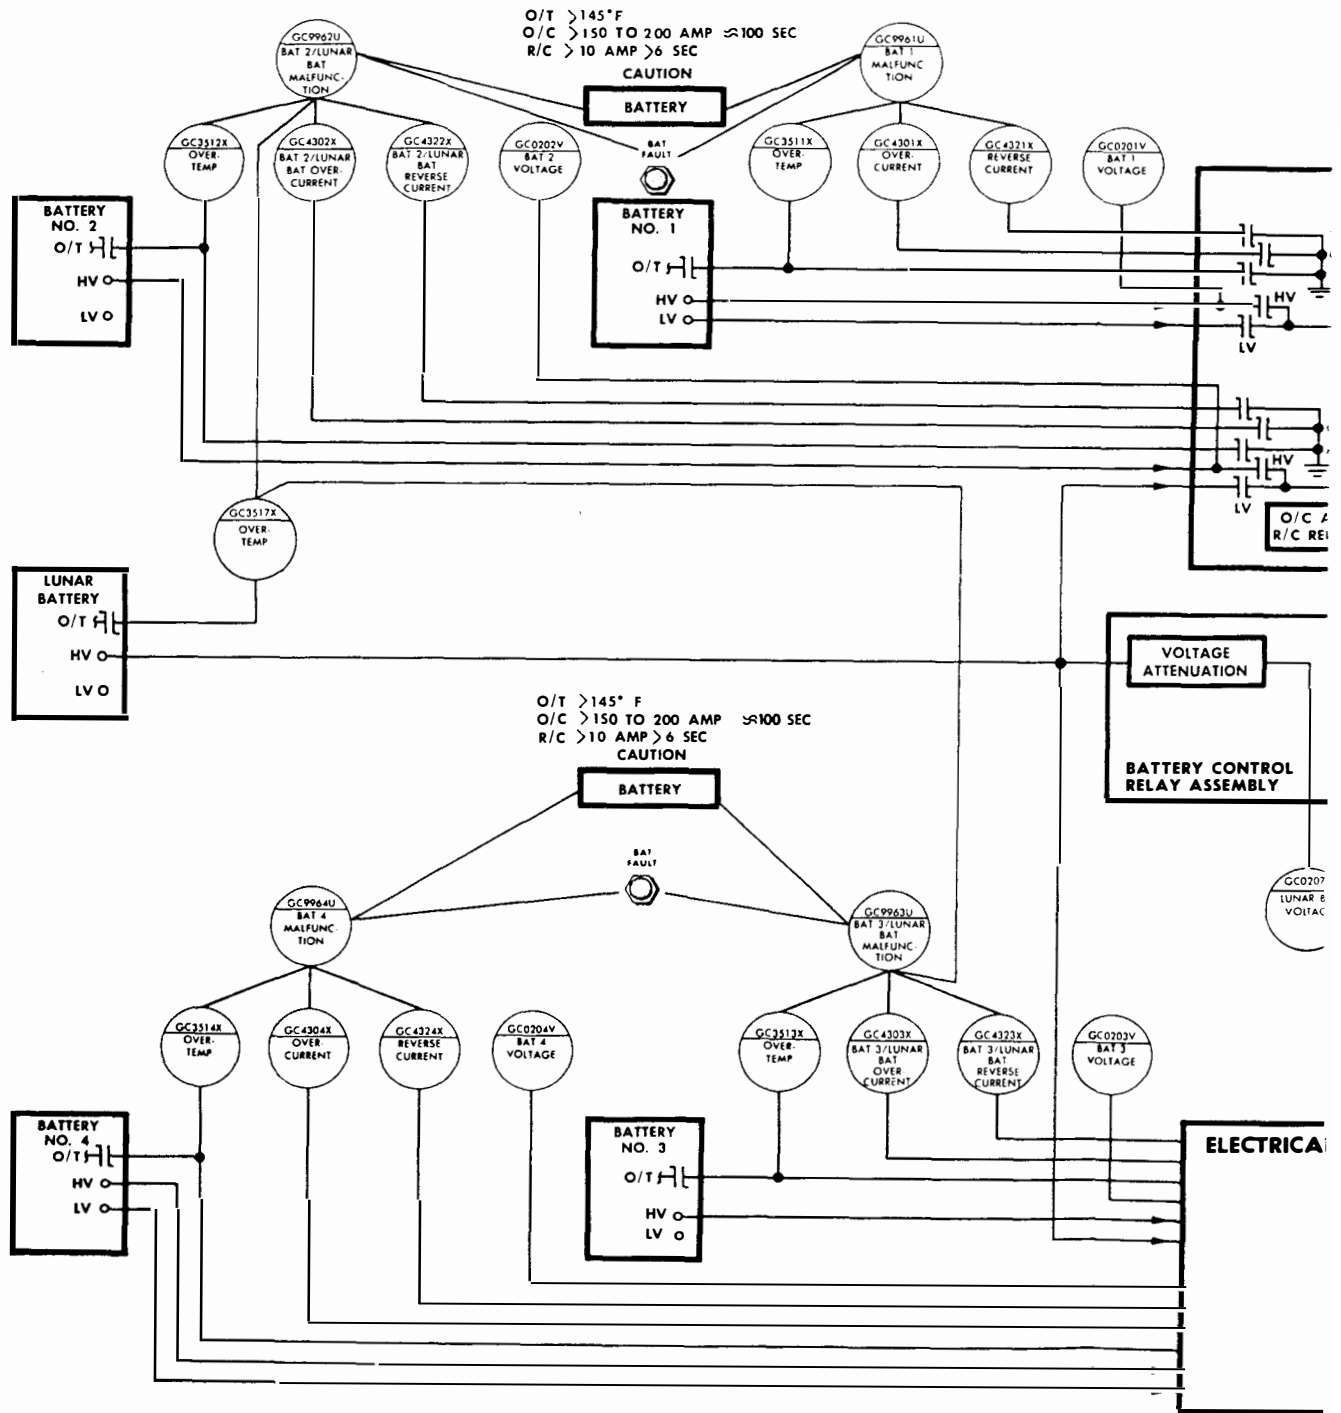 O/T >145° F
O/C >150 TO 200 AMP ≈100 SEC
R/C >10 AMP >6 SEC
CAUTION
BATTERY
GC9962U
BAT 2/LUNAR
BAT
MALFUNC-
TION
GC9961U
BAT 1
MALFUNC
TION
BAT
FAULT
GC3512X
OVER-
TEMP
GC4302X
BAT 2/LUNAR
BAT OVER-
CURRENT
GC4322X
BAT 2/LUNAR
BAT
REVERSE
CURRENT
GC0202V
BAT 2
VOLTAGE
GC3511X
OVER-
TEMP
GC4301X
OVER-
CURRENT
GC4321X
REVERSE
CURRENT
GC0201V
BAT 1
VOLTAGE
BATTERY
NO. 2
O/T
HV
LV
BATTERY
NO. 1
O/T
HV
LV
HV
LV
HV
LV
O/C A
R/C REL
GC3517X
OVER-
TEMP
LUNAR
BATTERY
O/T
HV
LV
VOLTAGE
ATTENUATION
BATTERY CONTROL
RELAY ASSEMBLY
O/T >145° F
O/C >150 TO 200 AMP ≈100 SEC
R/C >10 AMP >6 SEC
CAUTION
BATTERY
BAT
FAULT
GC0207
LUNAR B
VOLTAG
GC9964U
BAT 4
MALFUNC-
TION
GC9963U
BAT 3/LUNAR
BAT
MALFUNC-
TION
GC3514X
OVER-
TEMP
GC4304X
OVER-
CURRENT
GC4324X
REVERSE
CURRENT
GC0204V
BAT 4
VOLTAGE
GC3513X
OVER-
TEMP
GC4303X
BAT 3/LUNAR
BAT
OVER
CURRENT
GC4323X
BAT 3/LUNAR
BAT
REVERSE
CURRENT
GC0203V
BAT 3
VOLTAGE
BATTERY
NO. 4
O/T
HV
LV
BATTERY
NO. 3
O/T
HV
LV
ELECTRICA